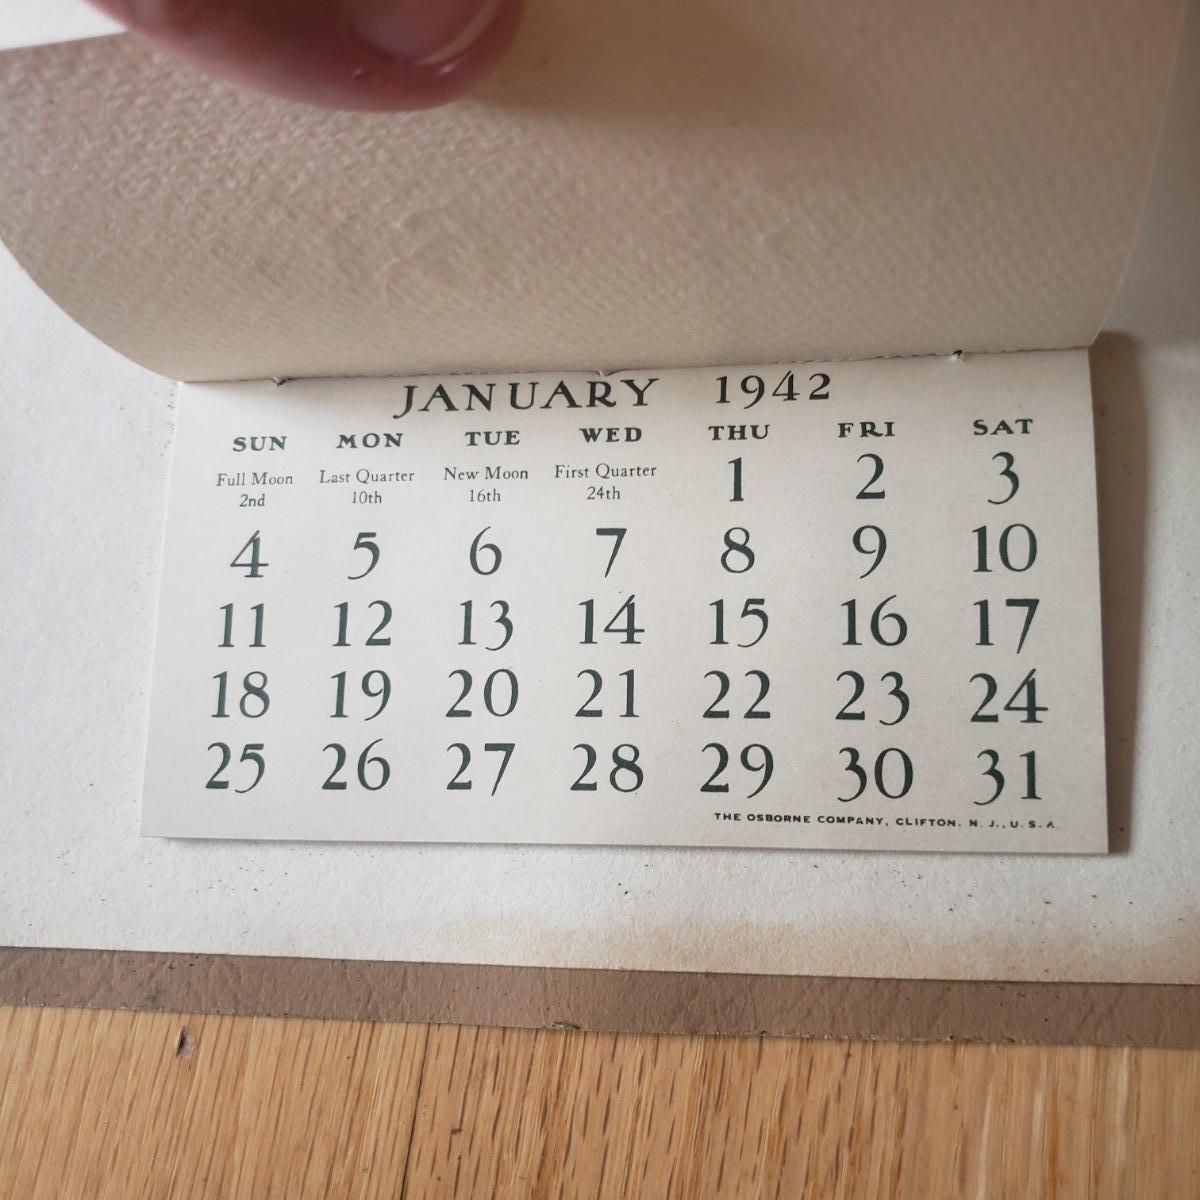 JANUARY 1942
SUN MON TUE WED THU FRI SAT
Full Moon 2nd Last Quarter 10th New Moon 16th First Quarter 24th 1 2 3
4 5 6 7 8 9 10
11 12 13 14 15 16 17
18 19 20 21 22 23 24
25 26 27 28 29 30 31
THE OSBORNE COMPANY, CLIFTON, N. J., U. S. A.